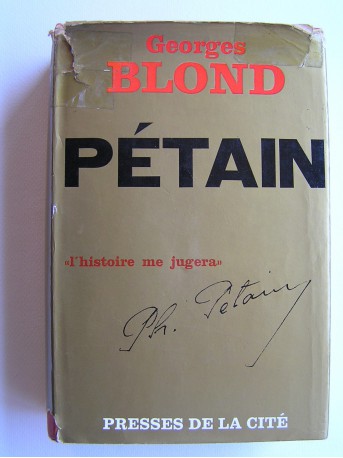 Georges
BLOND
PÉTAIN
«l'histoire me jugera»
Ph. Pétain
PRESSES DE LA CITÉ